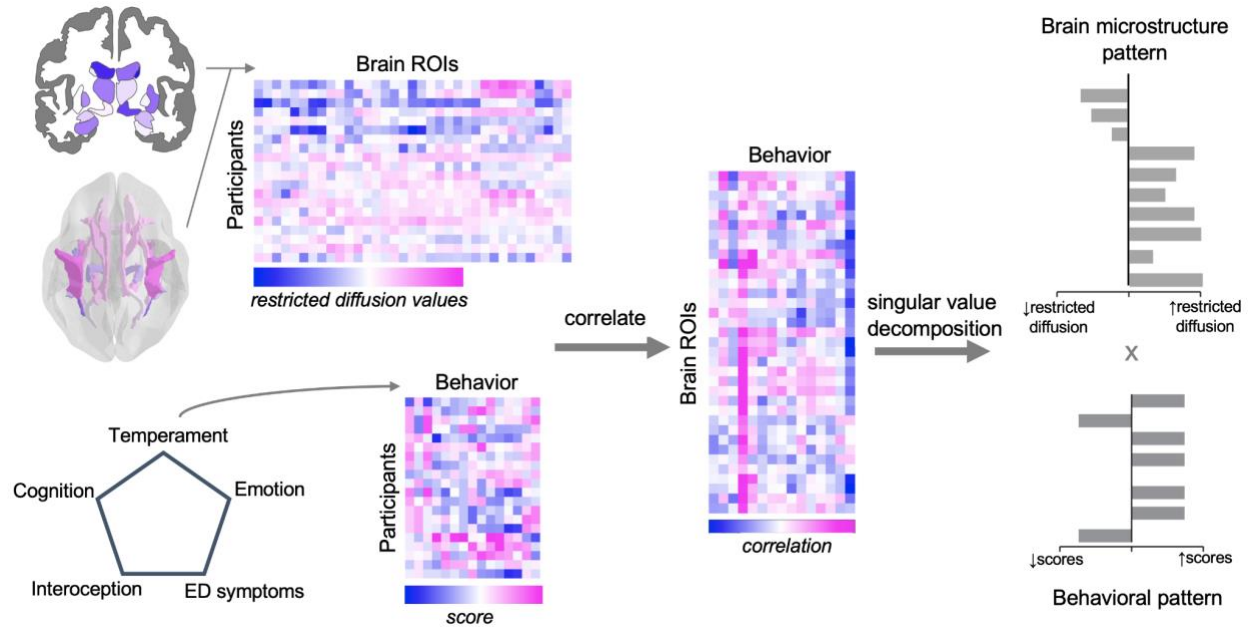 Brain ROIs
Participants
restricted diffusion values
Temperament
Cognition
Emotion
Interoception
ED symptoms
Behavior
Participants
score
correlate
Behavior
Brain ROIs
correlation
singular value
decomposition
Brain microstructure
pattern
↓restricted
diffusion
↑restricted
diffusion
X
↓scores
↑scores
Behavioral pattern